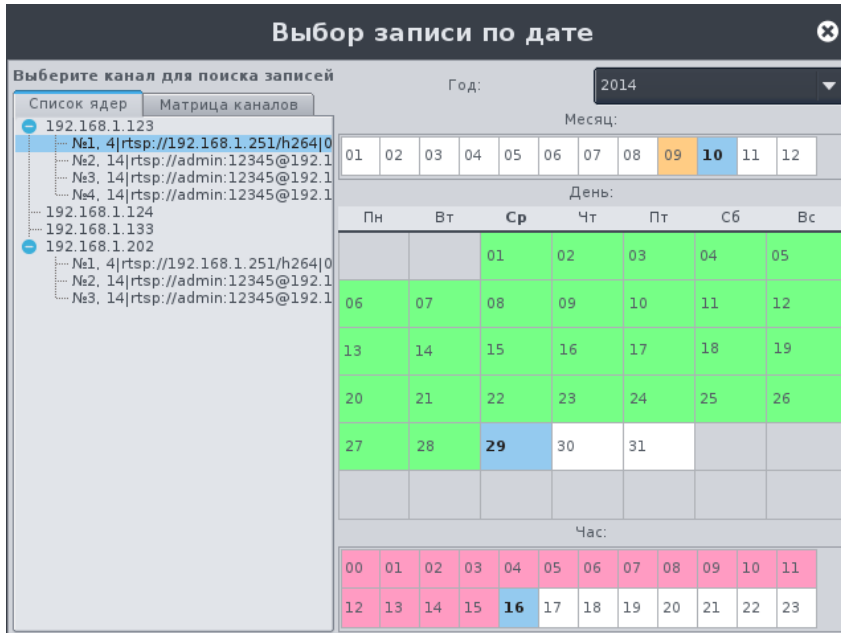 Выбор записи по дате
Выберите канал для поиска записей
Список ядер
Матрица каналов
192.168.1.123
№1, 4|rtsp://192.168.1.251/h264|0
№2, 14|rtsp://admin:12345@192.1
№3, 14|rtsp://admin:12345@192.1
№4, 14|rtsp://admin:12345@192.1
192.168.1.124
192.168.1.133
192.168.1.202
№1, 4|rtsp://192.168.1.251/h264|0
№2, 14|rtsp://admin:12345@192.1
№3, 14|rtsp://admin:12345@192.1
Год: 2014
Месяц:
01 02 03 04 05 06 07 08 09 10 11 12
День:
Пн Вт Ср Чт Пт Сб Вс
01 02 03 04 05
06 07 08 09 10 11 12
13 14 15 16 17 18 19
20 21 22 23 24 25 26
27 28 29 30 31
Час:
00 01 02 03 04 05 06 07 08 09 10 11
12 13 14 15 16 17 18 19 20 21 22 23